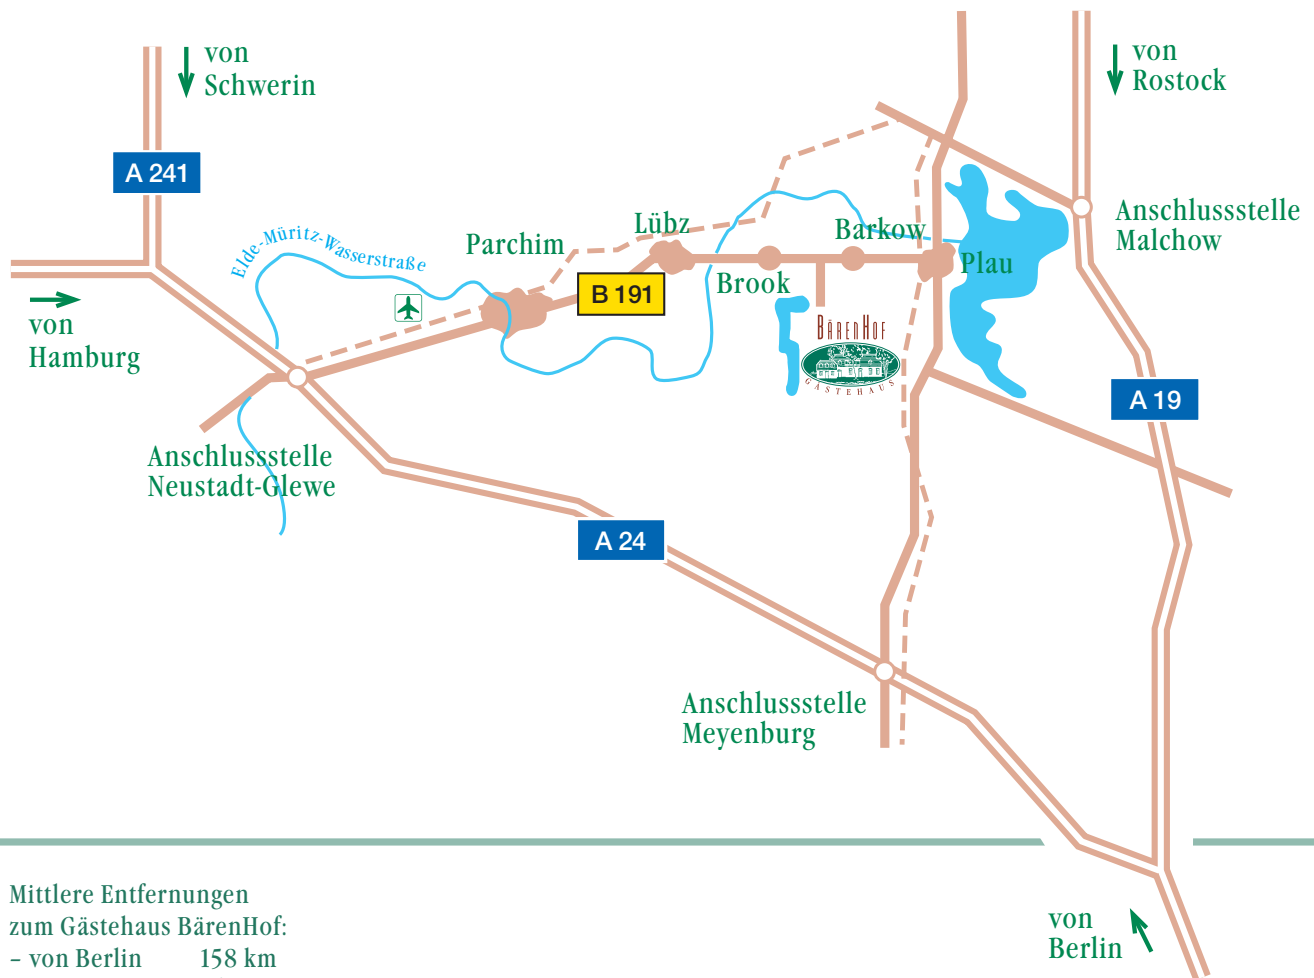 von
Schwerin
von
Rostock
A 241
Anschlussstelle
Malchow
Lübz
Barkow
Parchim
Elde-Müritz-Wasserstraße
Plau
Brook
B 191
von
Hamburg
BÄRENHOF
GÄSTEHAUS
A 19
Anschlussstelle
Neustadt-Glewe
A 24
Anschlussstelle
Meyenburg
Mittlere Entfernungen
zum Gästehaus BärenHof:
– von Berlin 158 km
von
Berlin